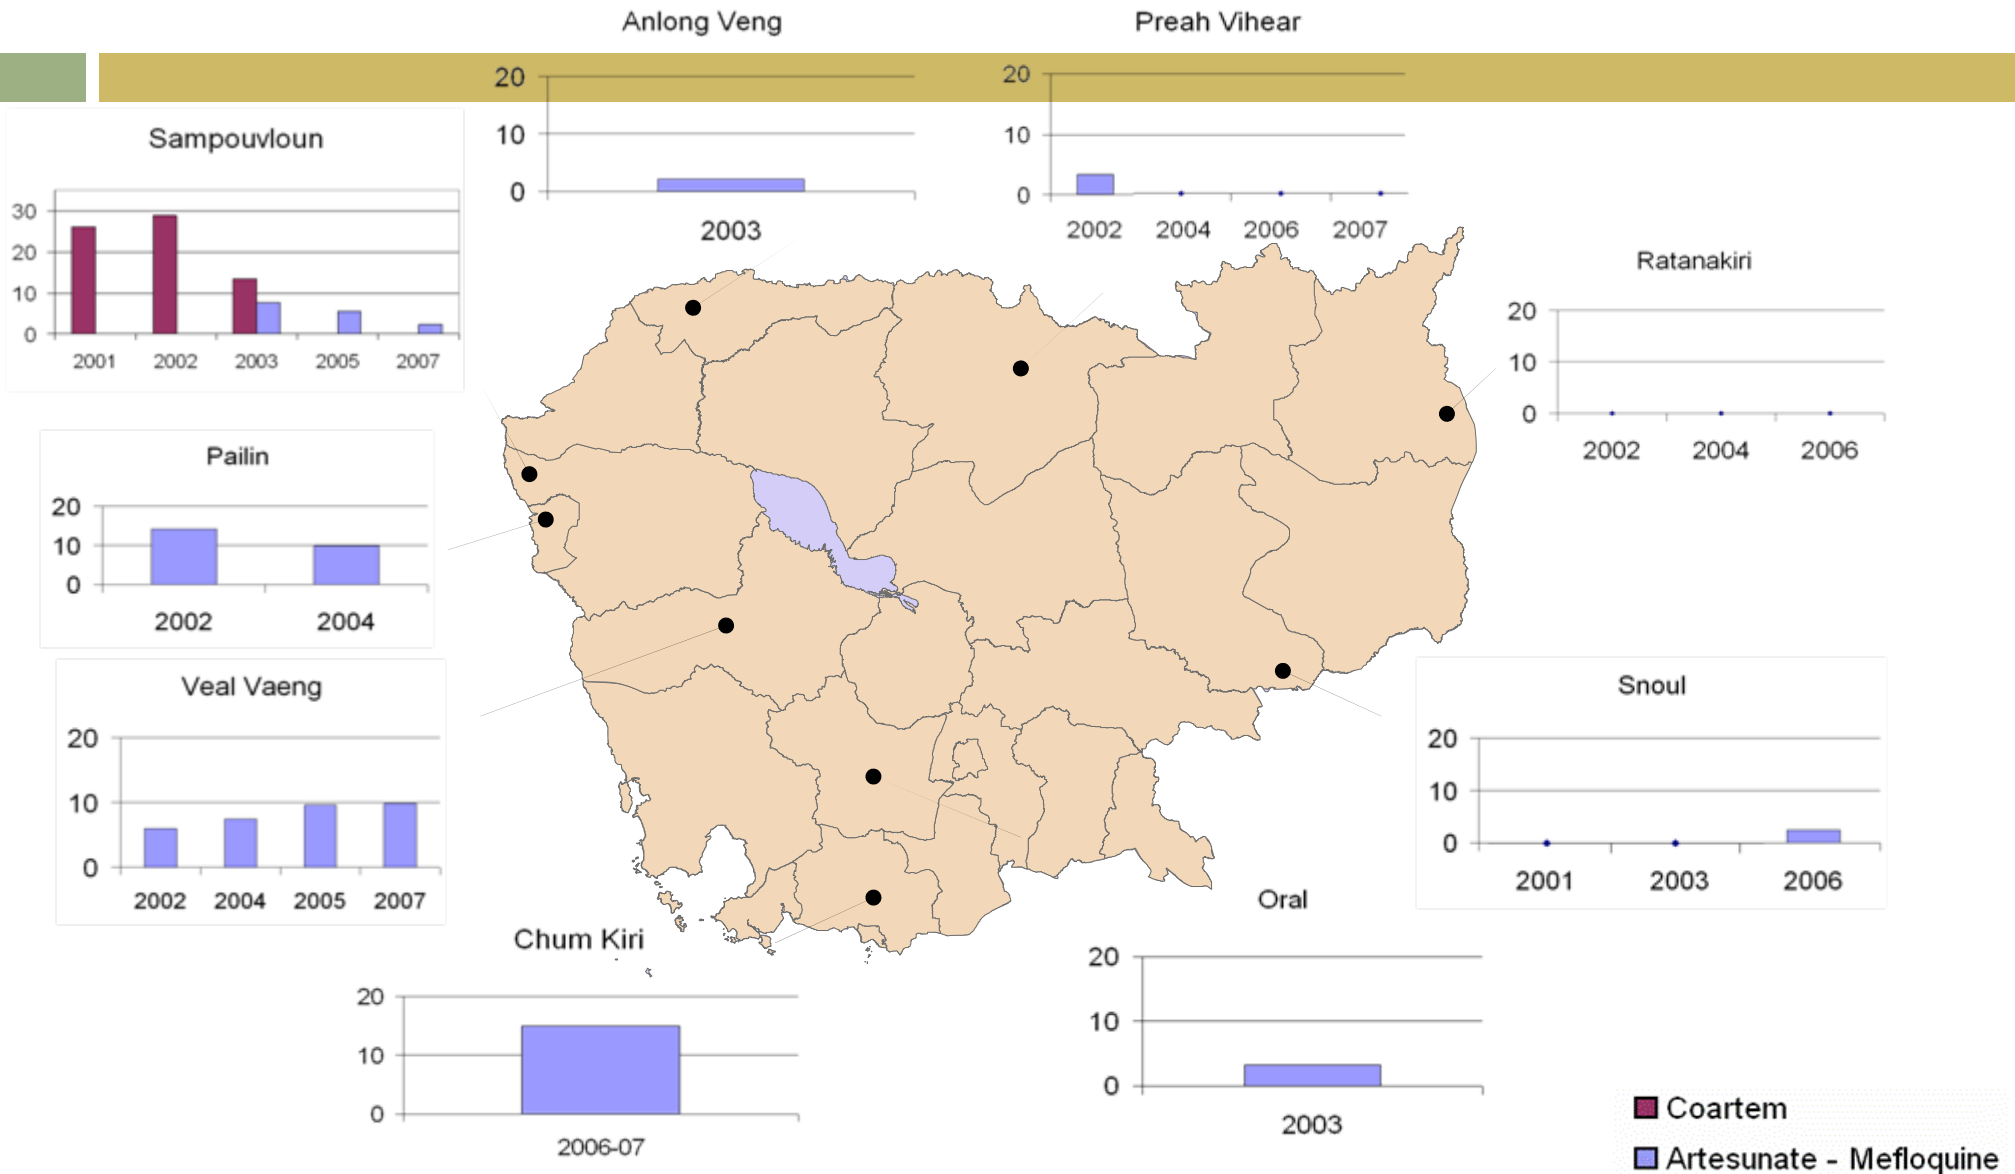 Anlong Veng
20
10
0
2003
Preah Vihear
20
10
0
2002 2004 2006 2007
Sampouvloun
30
20
10
0
2001 2002 2003 2005 2007
Ratanakiri
20
10
0
2002 2004 2006
Pailin
20
10
0
2002 2004
Veal Vaeng
20
10
0
2002 2004 2005 2007
Snoul
20
10
0
2001 2003 2006
Chum Kiri
20
10
0
2006-07
Oral
20
10
0
2003
Coartem
Artesunate - Mefloquine